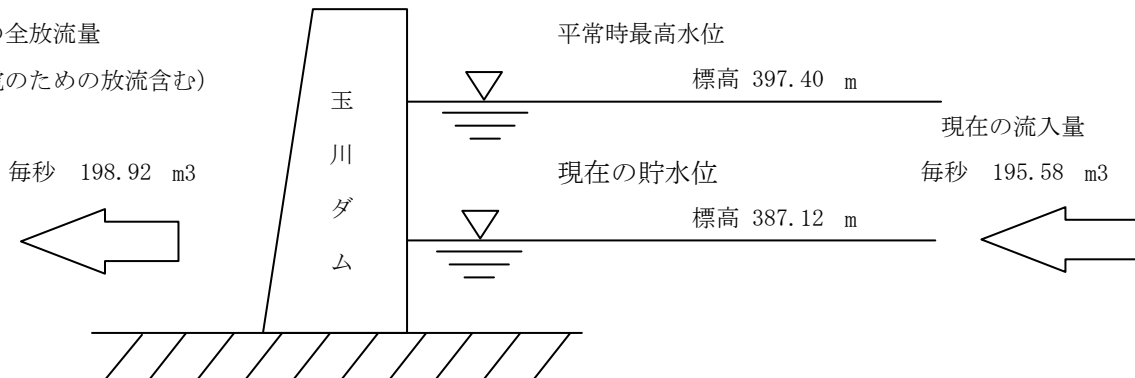 の全放流量
のための放流含む)
毎秒 198.92 m3
玉川ダム
平常時最高水位
標高 397.40 m
現在の貯水位
標高 387.12 m
現在の流入量
毎秒 195.58 m3